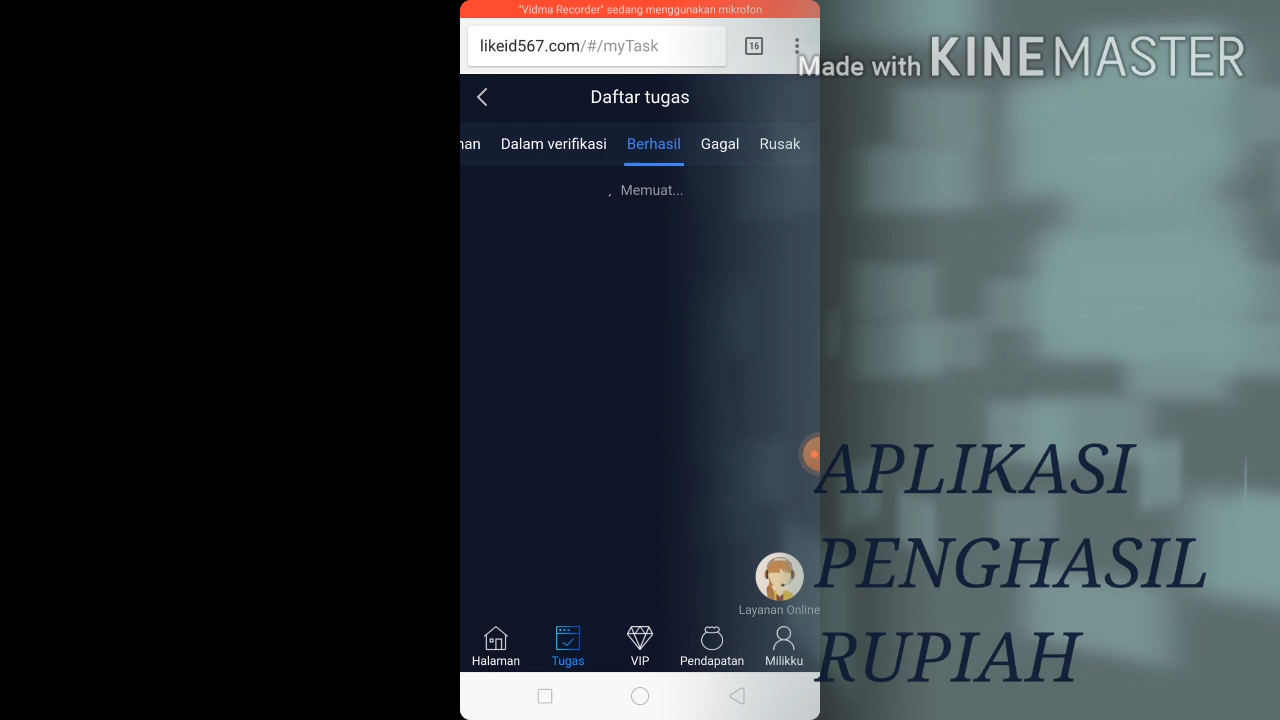 "Vidma Recorder" sedang menggunakan mikrofon
likeid567.com/#/myTask
16
Made with KINEMASTER
Daftar tugas
nan Dalam verifikasi Berhasil Gagal Rusak
Memuat...
APLIKASI
PENGHASIL
RUPIAH
Layanan Online
Halaman Tugas VIP Pendapatan Milikku